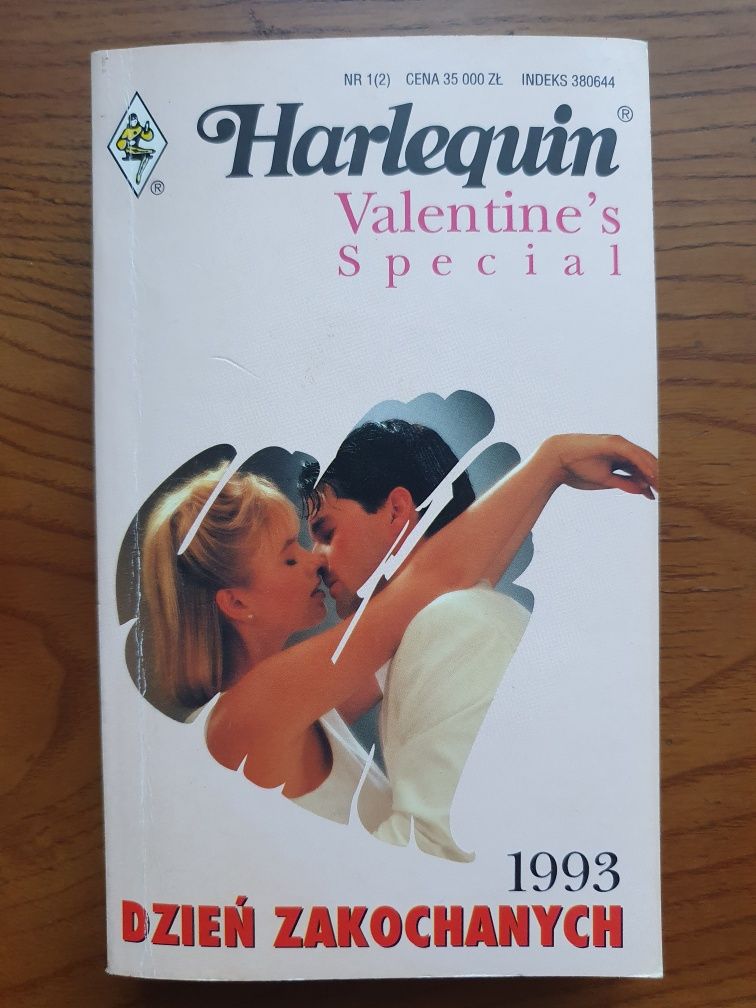 NR 1(2) CENA 35 000 ZŁ INDEKS 380644
Harlequin®
®
Valentine's
Special
1993
DZIEŃ ZAKOCHANYCH